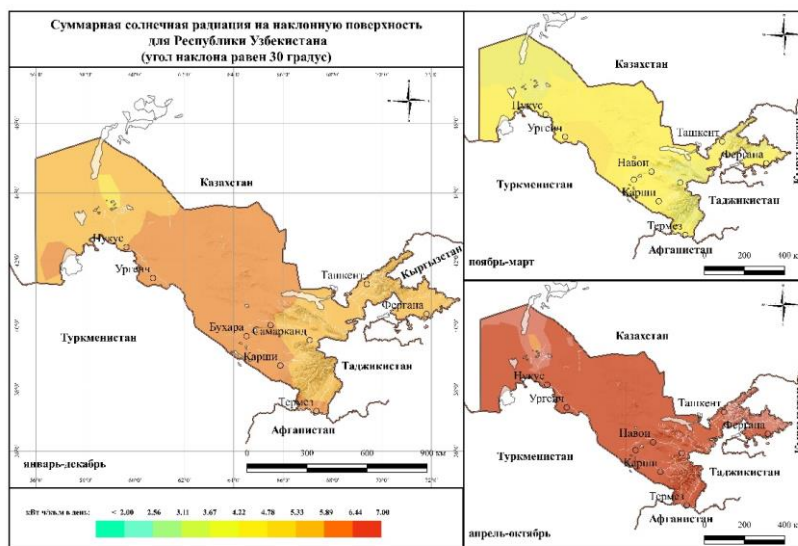 Суммарная солнечная радиация на наклонную поверхность
для Республики Узбекистана
(угол наклона равен 30 градус)
Казахстан
Нукус
Ургенч
Кыргызстан
Ташкент
Фергана
Бухара
Самарканд
Туркменистан
Карши
Таджикистан
Термез
Афганистан
январь-декабрь
0 300 600 900 км
кВт ч/кв.м в день:
< 2.00 2.56 3.11 3.67 4.22 4.78 5.33 5.89 6.44 7.00
Казахстан
Нукус
Ургенч
Ташкент
Фергана
Навои
Туркменистан
Карши
Таджикистан
Термез
Афганистан
ноябрь-март
0 200 400 км
Казахстан
Нукус
Ургенч
Ташкент
Фергана
Навои
Туркменистан
Карши
Таджикистан
Термез
Афганистан
апрель-октябрь
0 200 400 км